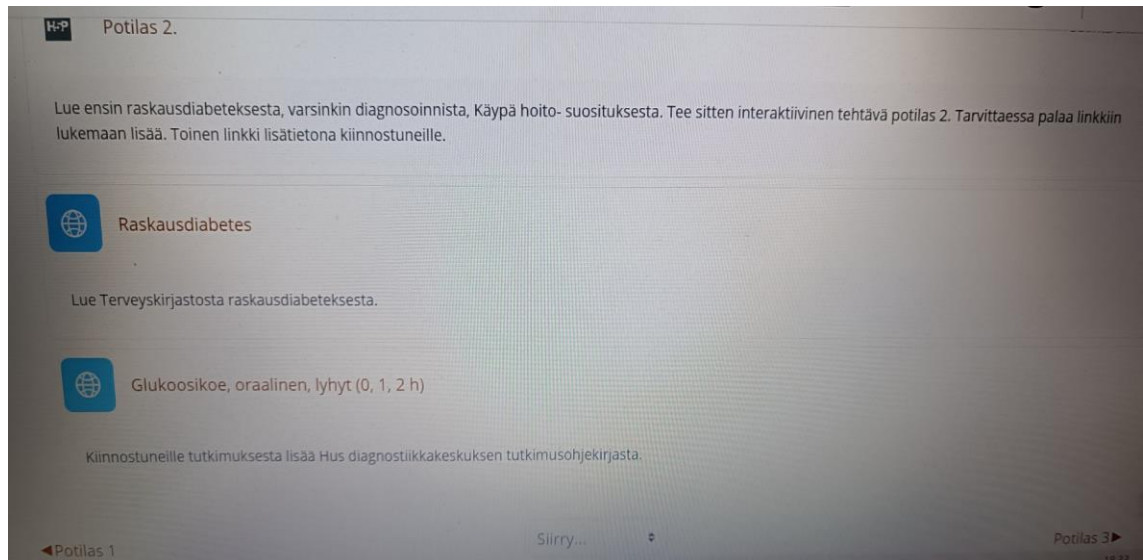 H-P
Potilas 2.
Lue ensin raskausdiabeteksesta, varsinkin diagnosoinnista, Käypä hoito- suosituksesta. Tee sitten interaktiivinen tehtävä potilas 2. Tarvittaessa palaa linkkiin
lukemaan lisää. Toinen linkki lisätietona kiinnostuneille.
Raskausdiabetes
Lue Terveyskirjastosta raskausdiabeteksesta.
Glukoosikoe, oraalinen, lyhyt (0, 1, 2 h)
Kiinnostuneille tutkimuksesta lisää Hus diagnostiikkakeskuksen tutkimusohjekirjasta.
◄Potilas 1
Siirry...
Potilas 3►